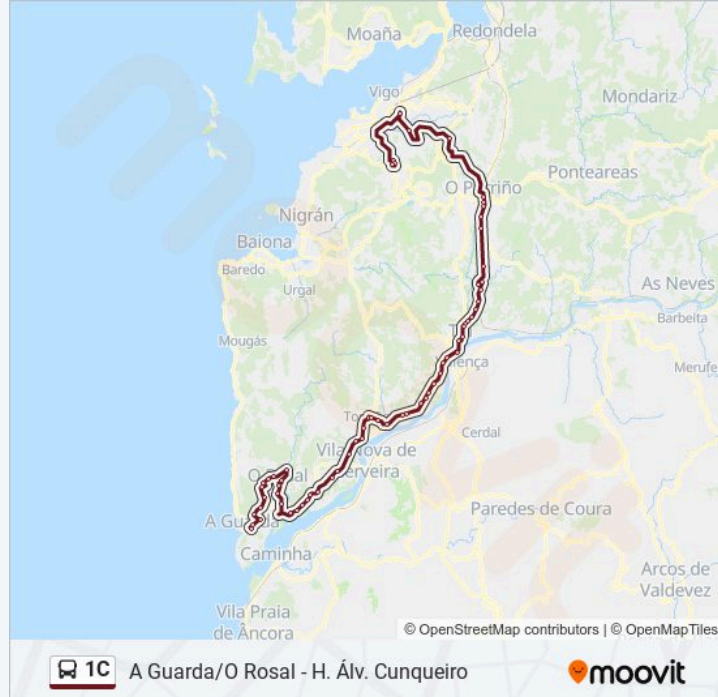 Moaña
Redondela
Vigo
Mondariz
Ponteareas
O Porriño
Nigrán
Baiona
Baredo
Urgal
As Neves
Barbeita
Mougás
Merufe
Cerdal
Vila Nova de
Cerveira
O Rosal
Paredes de Coura
A Guarda
Caminha
Arcos de
Valdevez
Vila Praia
de Âncora
© OpenStreetMap contributors | © OpenMapTiles
1C A Guarda/O Rosal - H. Álv. Cunqueiro moovit